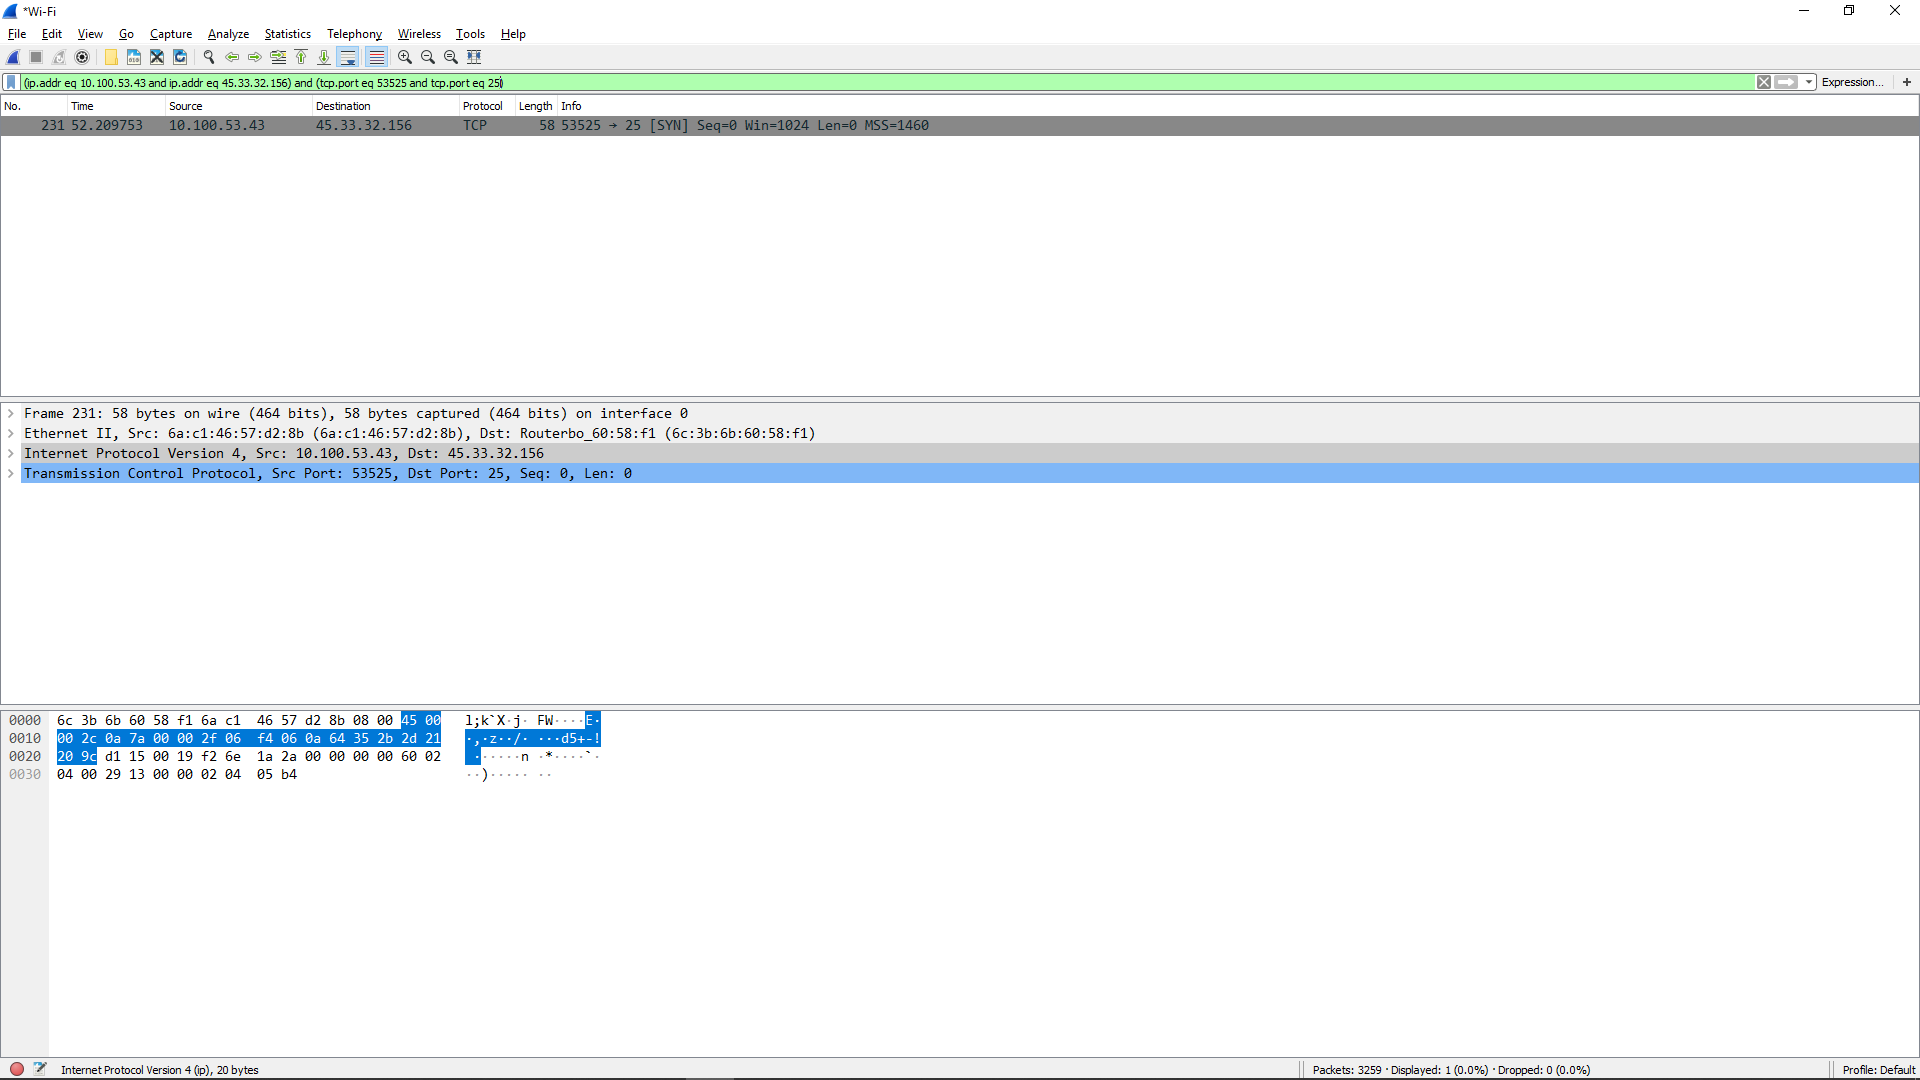 *Wi-Fi
File Edit View Go Capture Analyze Statistics Telephony Wireless Tools Help
(ip.addr eq 10.100.53.43 and ip.addr eq 45.33.32.156) and (tcp.port eq 53525 and tcp.port eq 25) Expression... +
No. Time Source Destination Protocol Length Info
231 52.209753 10.100.53.43 45.33.32.156 TCP 58 53525 → 25 [SYN] Seq=0 Win=1024 Len=0 MSS=1460
Frame 231: 58 bytes on wire (464 bits), 58 bytes captured (464 bits) on interface 0
Ethernet II, Src: 6a:c1:46:57:d2:8b (6a:c1:46:57:d2:8b), Dst: Routerbo_60:58:f1 (6c:3b:6b:60:58:f1)
Internet Protocol Version 4, Src: 10.100.53.43, Dst: 45.33.32.156
Transmission Control Protocol, Src Port: 53525, Dst Port: 25, Seq: 0, Len: 0
0000 6c 3b 6b 60 58 f1 6a c1 46 57 d2 8b 08 00 45 00 l;k`X·j· FW····E·
0010 00 2c 0a 7a 00 00 2f 06 f4 06 0a 64 35 2b 2d 21 ·,·z··/· ···d5+-!
0020 20 9c d1 15 00 19 f2 6e 1a 2a 00 00 00 00 60 02 ·····n ·*····`·
0030 04 00 29 13 00 00 02 04 05 b4 ··)····· ··
Internet Protocol Version 4 (ip), 20 bytes Packets: 3259 · Displayed: 1 (0.0%) · Dropped: 0 (0.0%) Profile: Default